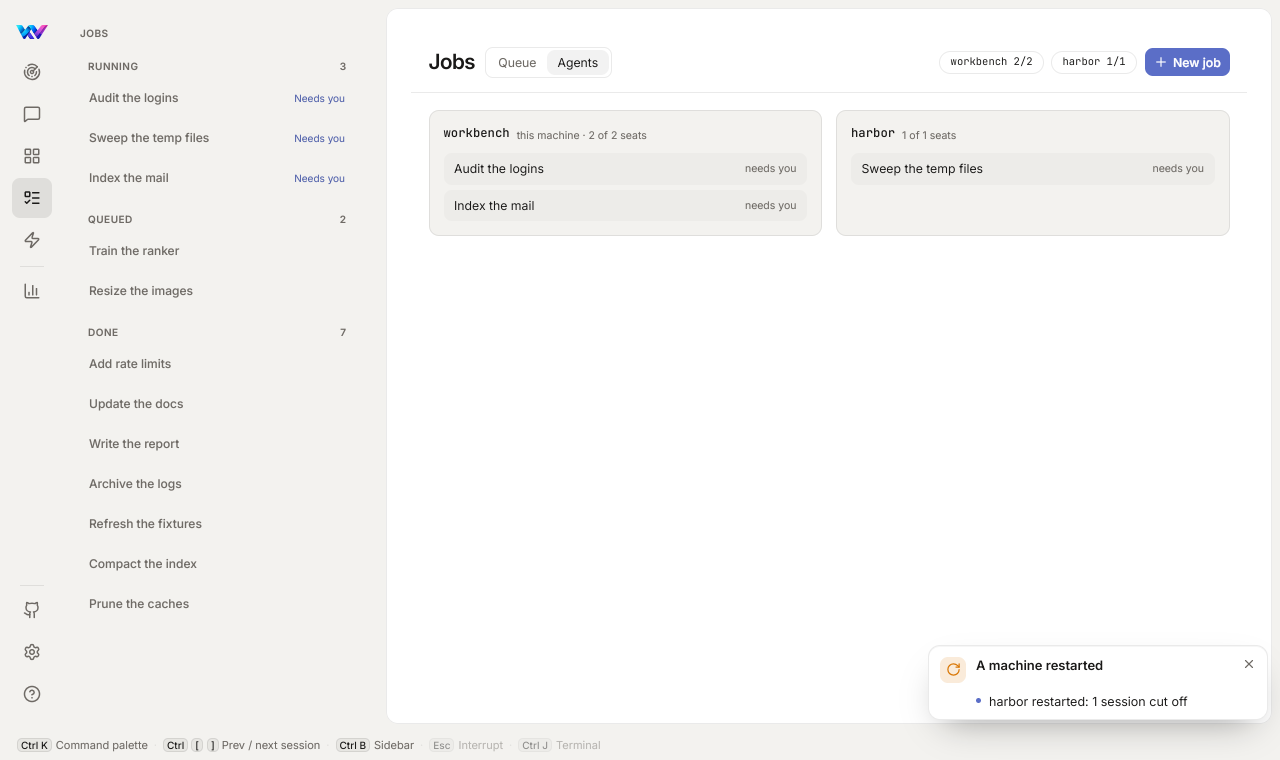 JOBS
RUNNING 3
Audit the logins Needs you
Sweep the temp files Needs you
Index the mail Needs you
QUEUED 2
Train the ranker
Resize the images
DONE 7
Add rate limits
Update the docs
Write the report
Archive the logs
Refresh the fixtures
Compact the index
Prune the caches
Jobs Queue Agents workbench 2/2 harbor 1/1 New job
workbench this machine · 2 of 2 seats
Audit the logins needs you
Index the mail needs you
harbor 1 of 1 seats
Sweep the temp files needs you
A machine restarted
harbor restarted: 1 session cut off
Ctrl K Command palette · Ctrl [ ] Prev / next session · Ctrl B Sidebar · Esc Interrupt · Ctrl J Terminal